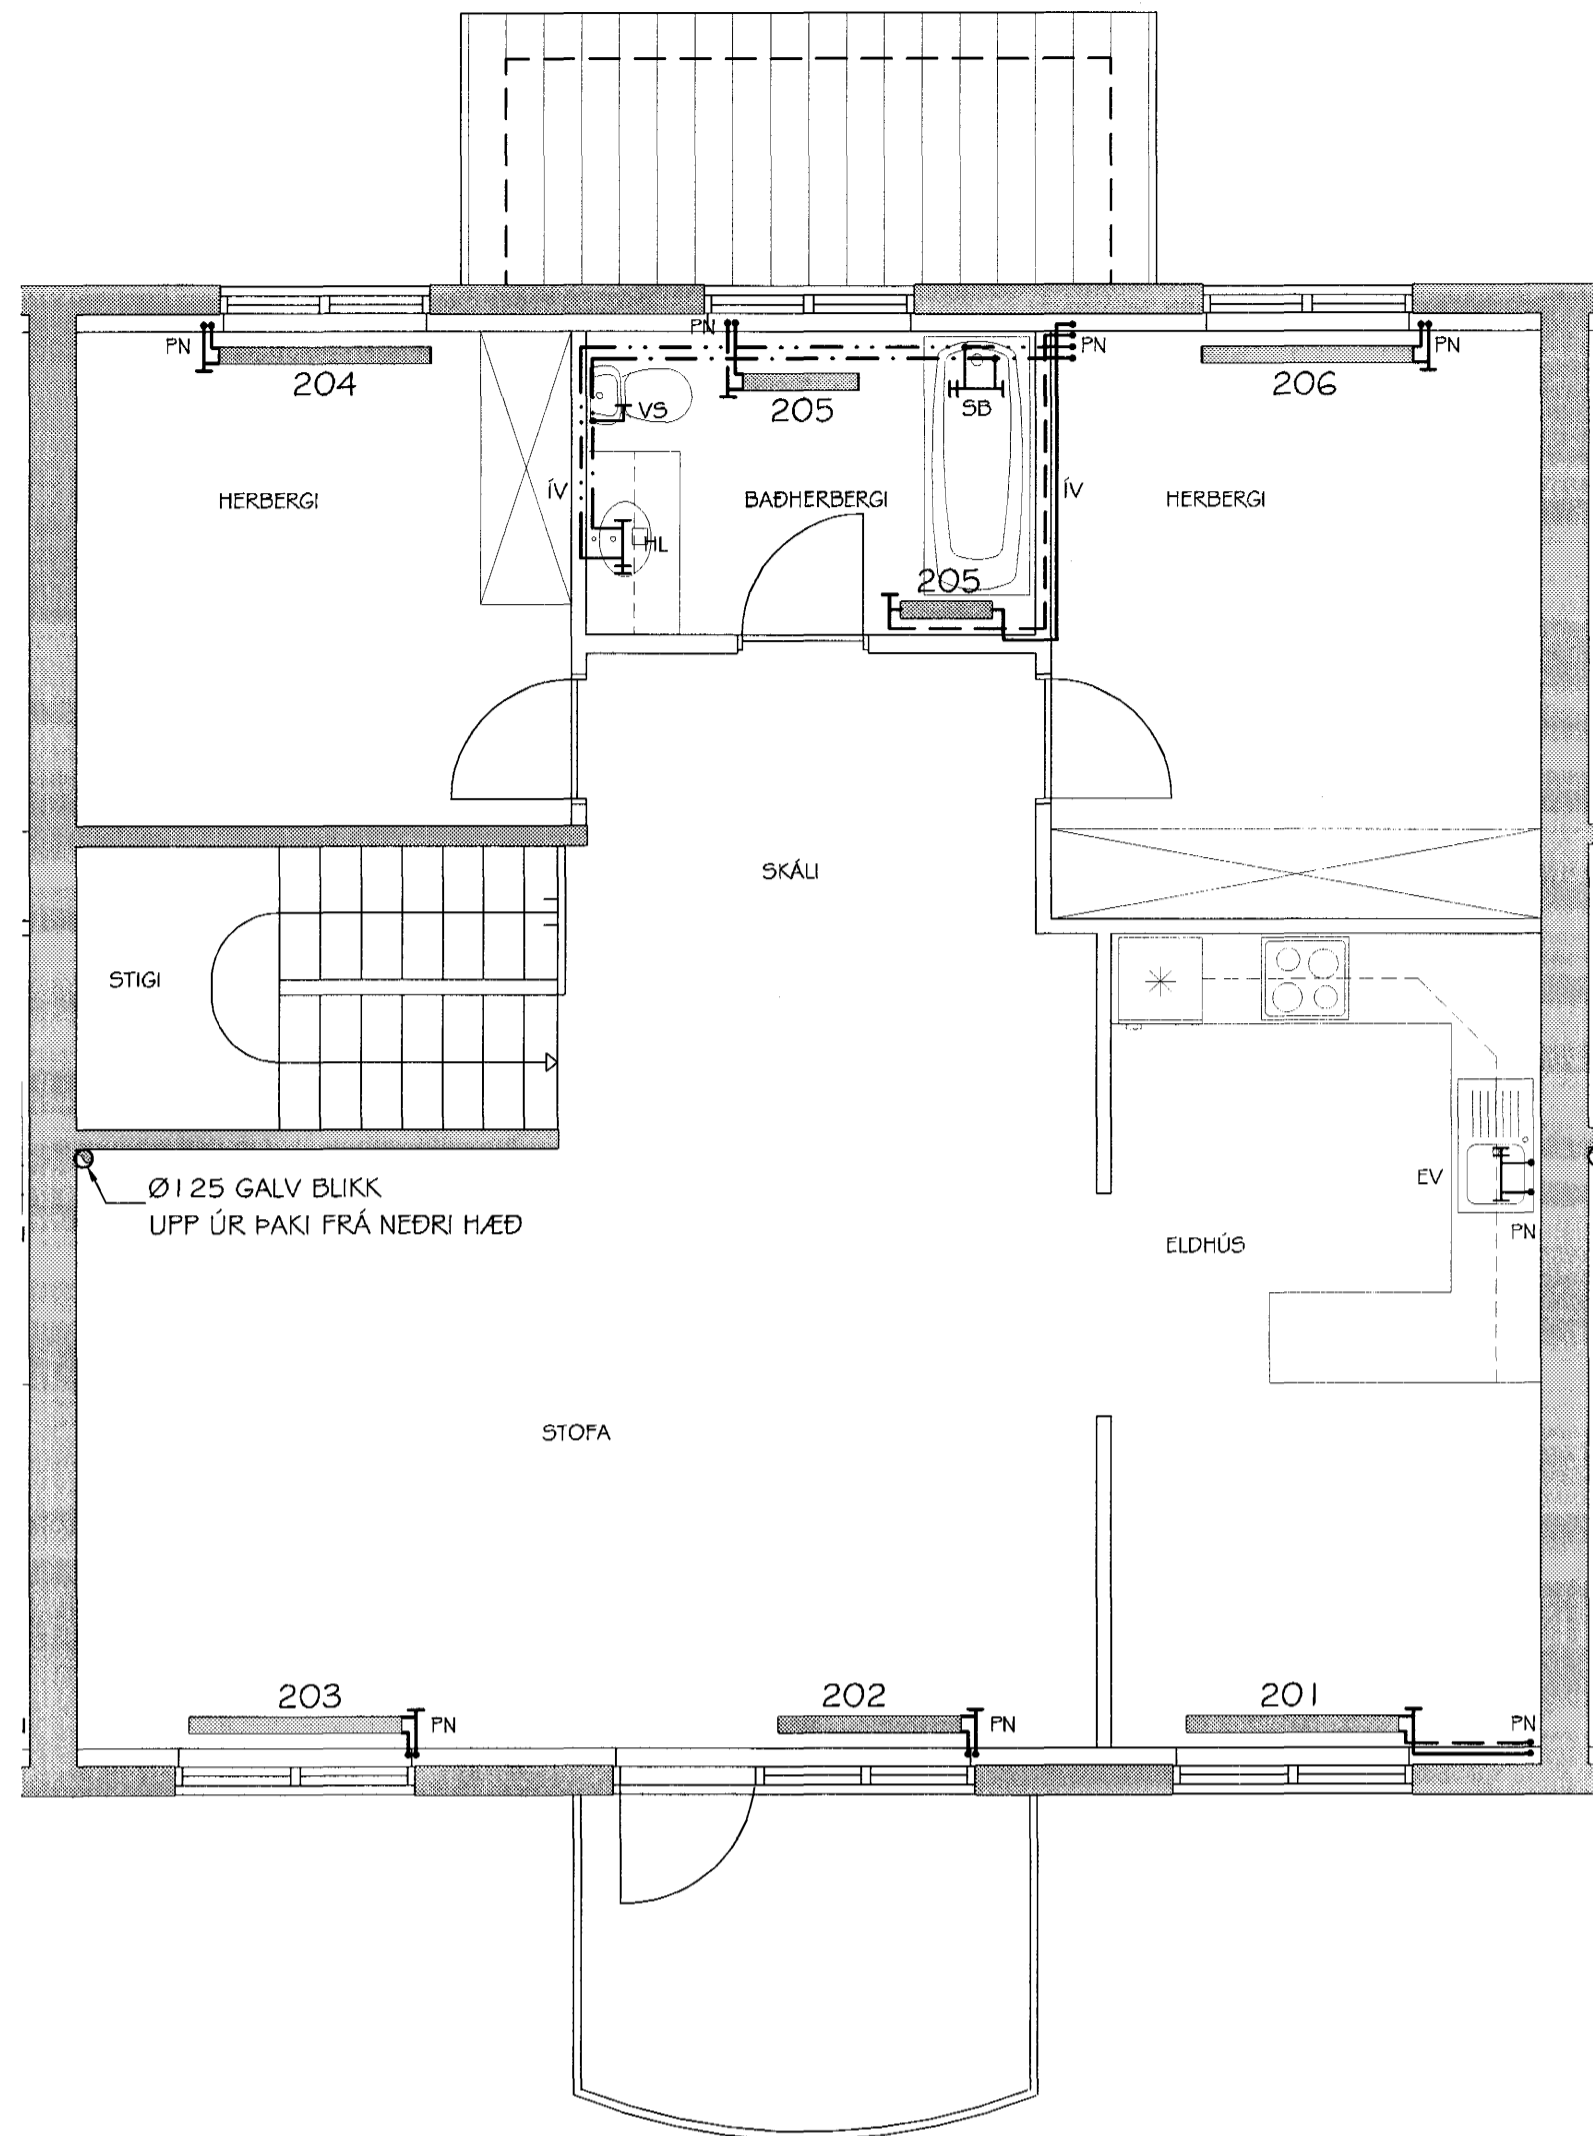 PN
204
PN
205
VS
SB
PN
206
PN
HERBERGI
ÍV
BAÐHERBERGI
ÍV
HERBERGI
HL
205
SKÁLI
STIGI
Ø125 GALV BLIKK
UPP ÚR ÞAKI FRÁ NEÐRI HÆÐ
EV
PN
ELDHÚS
STOFA
203
PN
202
PN
201
PN